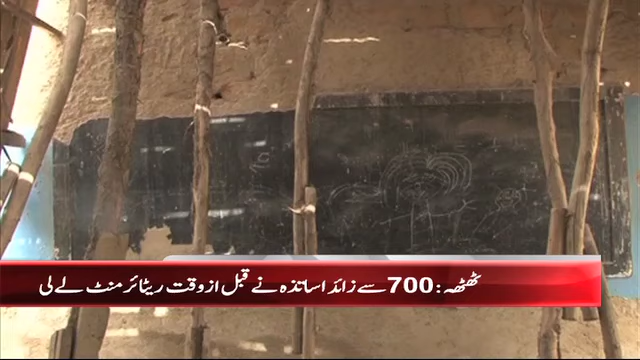 ٹھٹھہ: 700 سے زائد اساتذہ نے قبل از وقت ریٹائرمنٹ لے لی